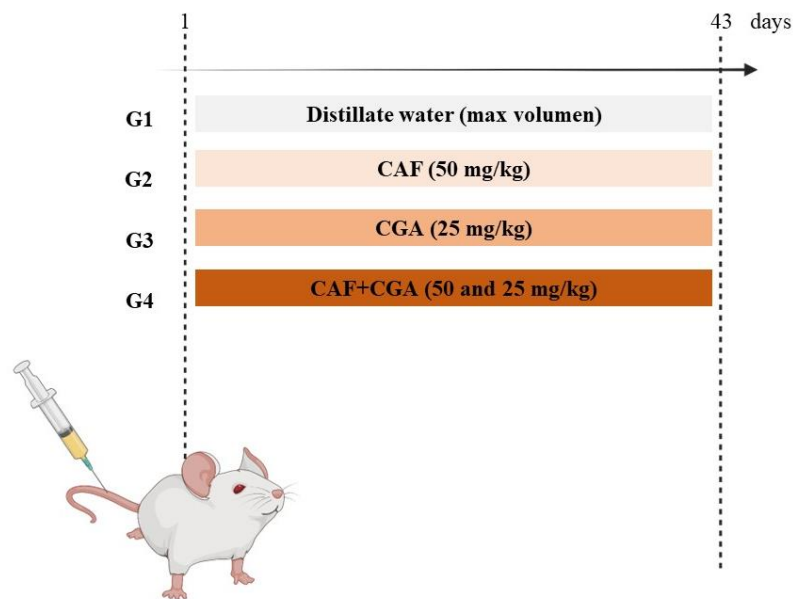 1 43 days
G1 Distillate water (max volumen)
G2 CAF (50 mg/kg)
G3 CGA (25 mg/kg)
G4 CAF+CGA (50 and 25 mg/kg)